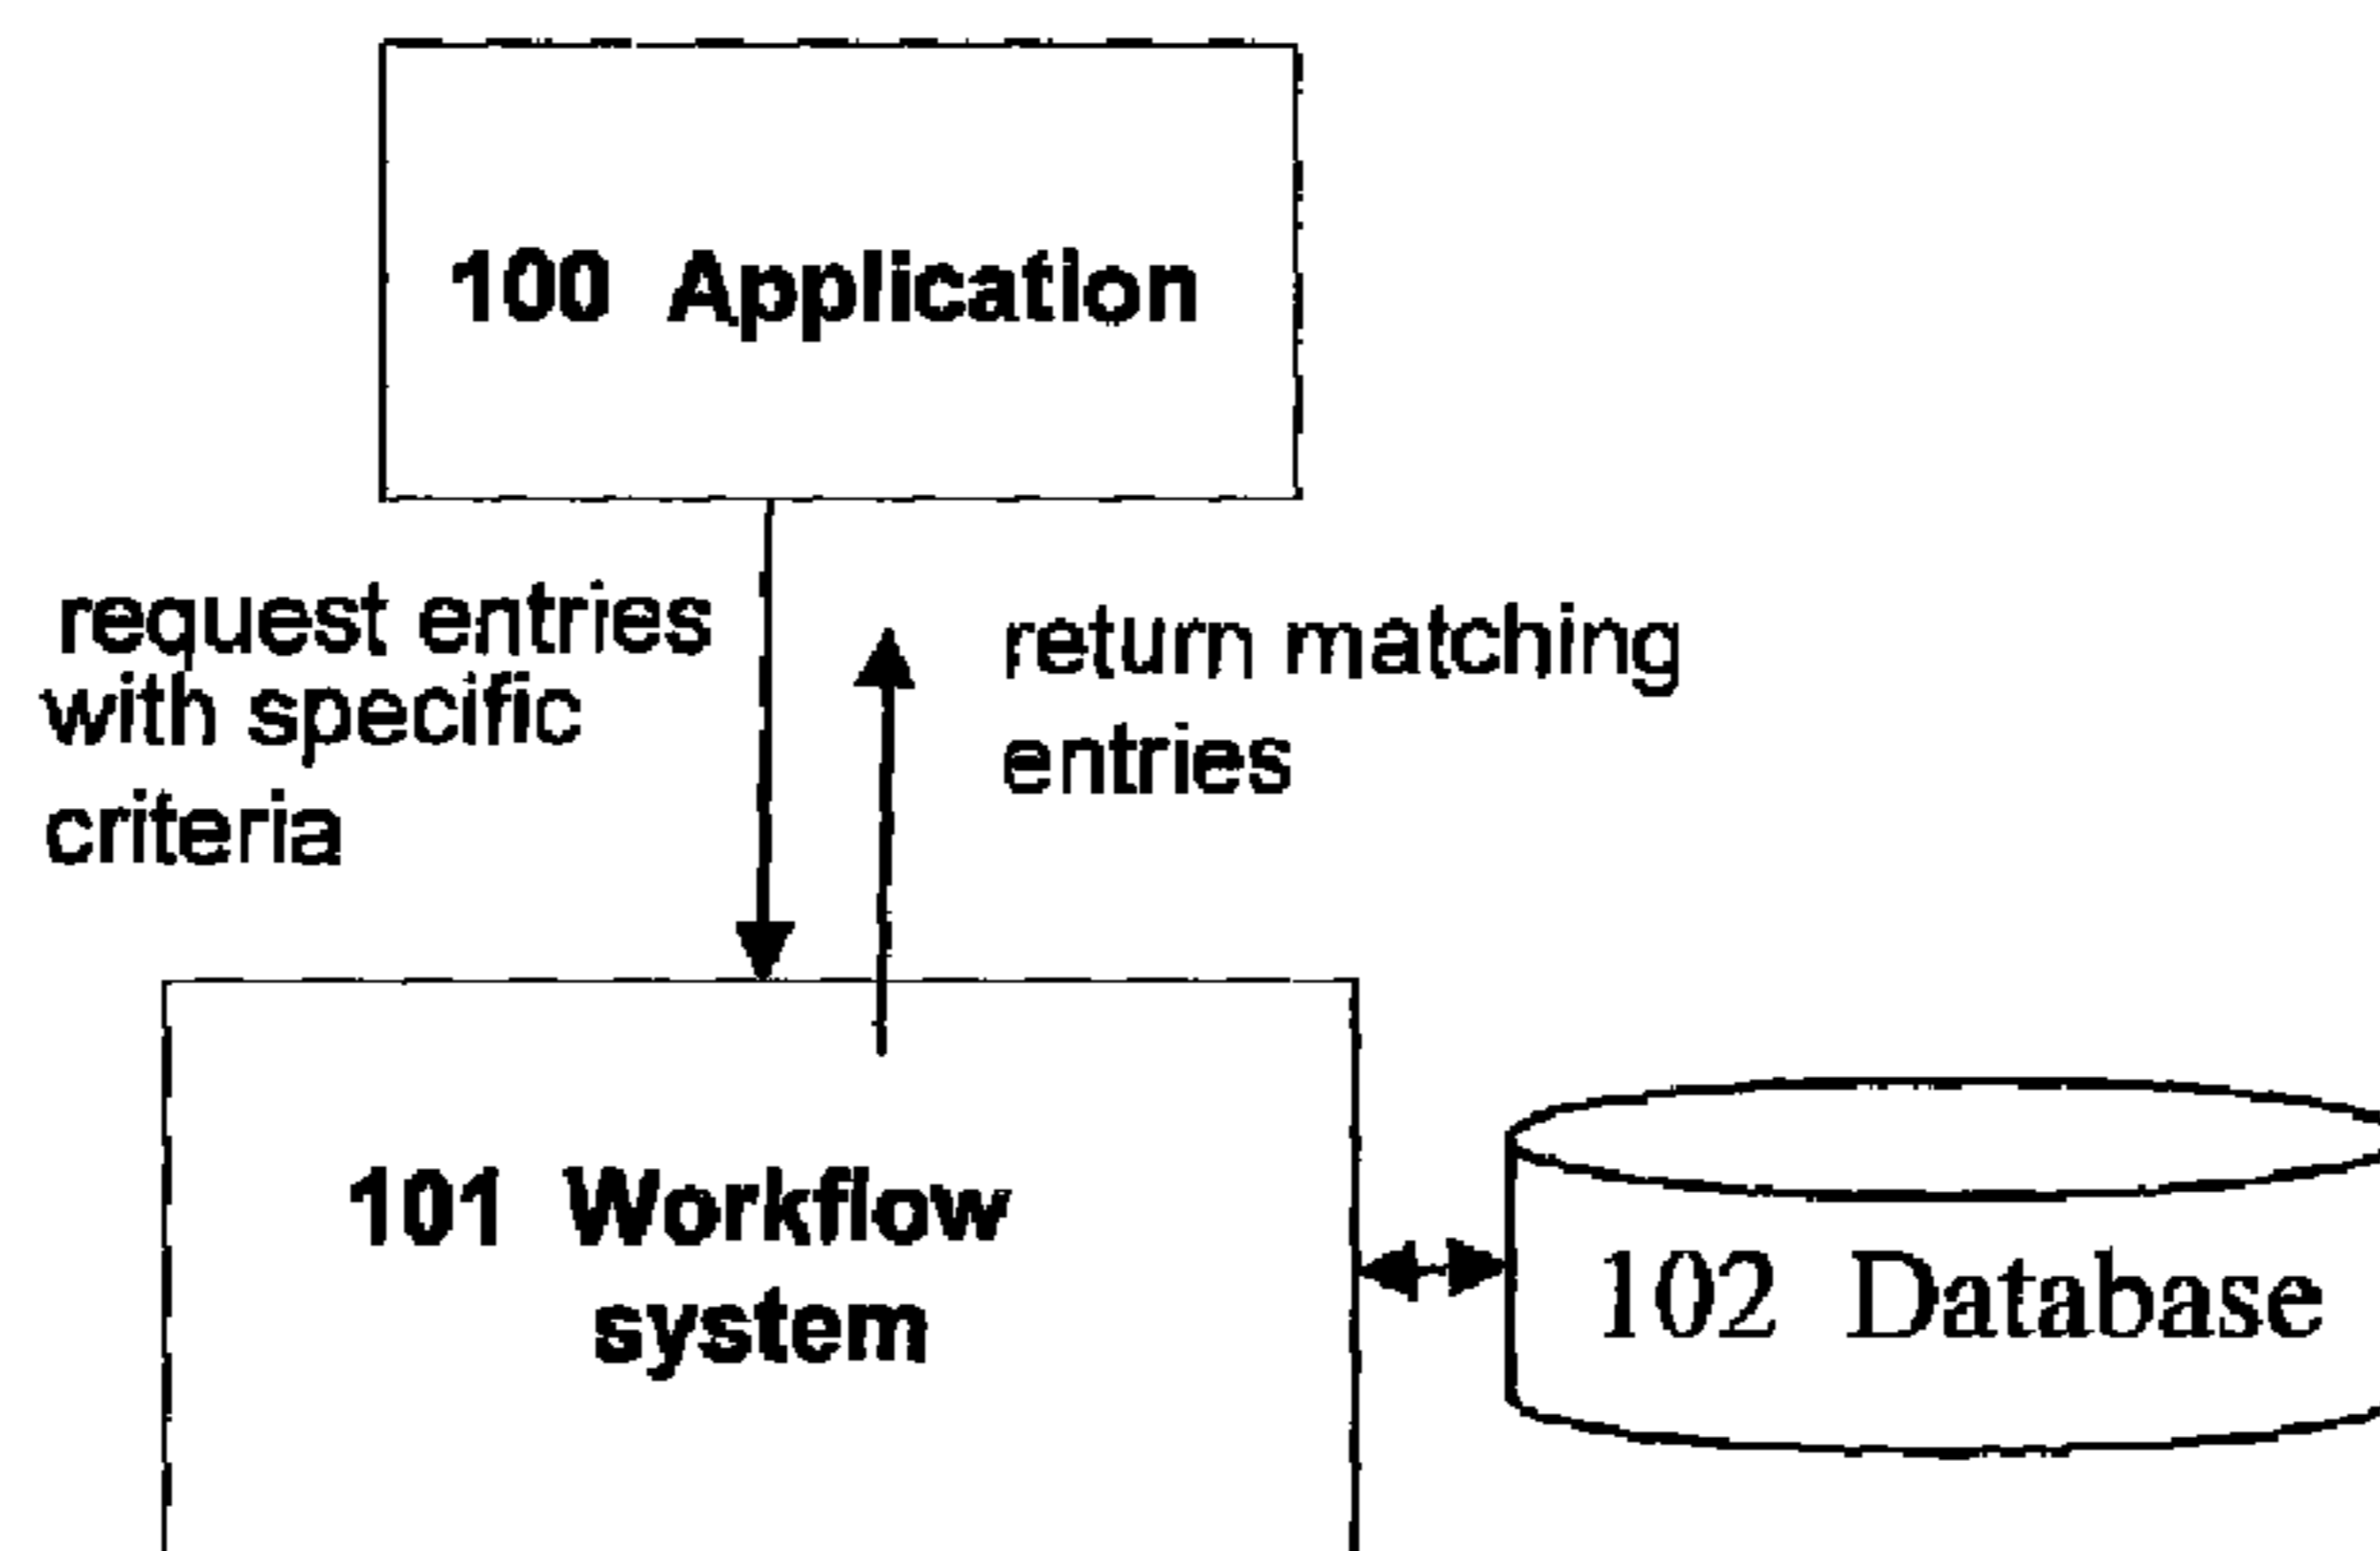 100 Application
request entries
with specific
criteria
return matching
entries
101 Workflow
system
102 Database